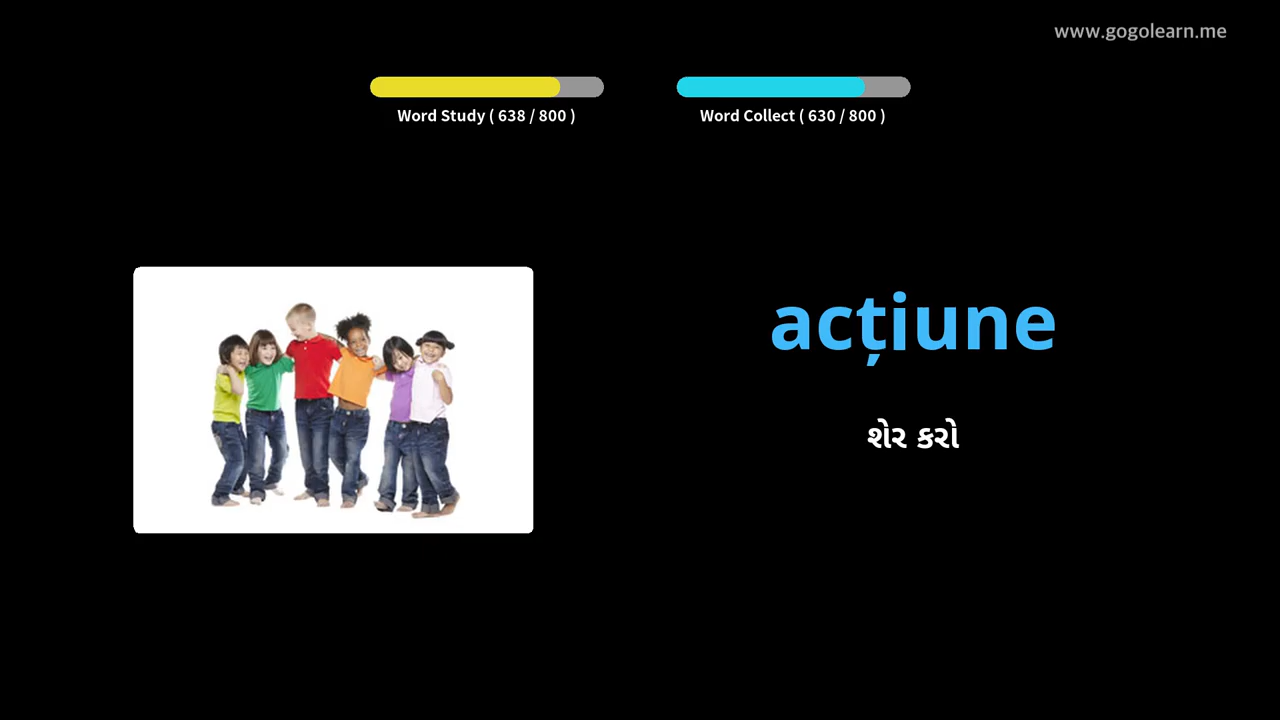 www.gogolearn.me
Word Study ( 638 / 800 )
Word Collect ( 630 / 800 )
acțiune
શેર કરો